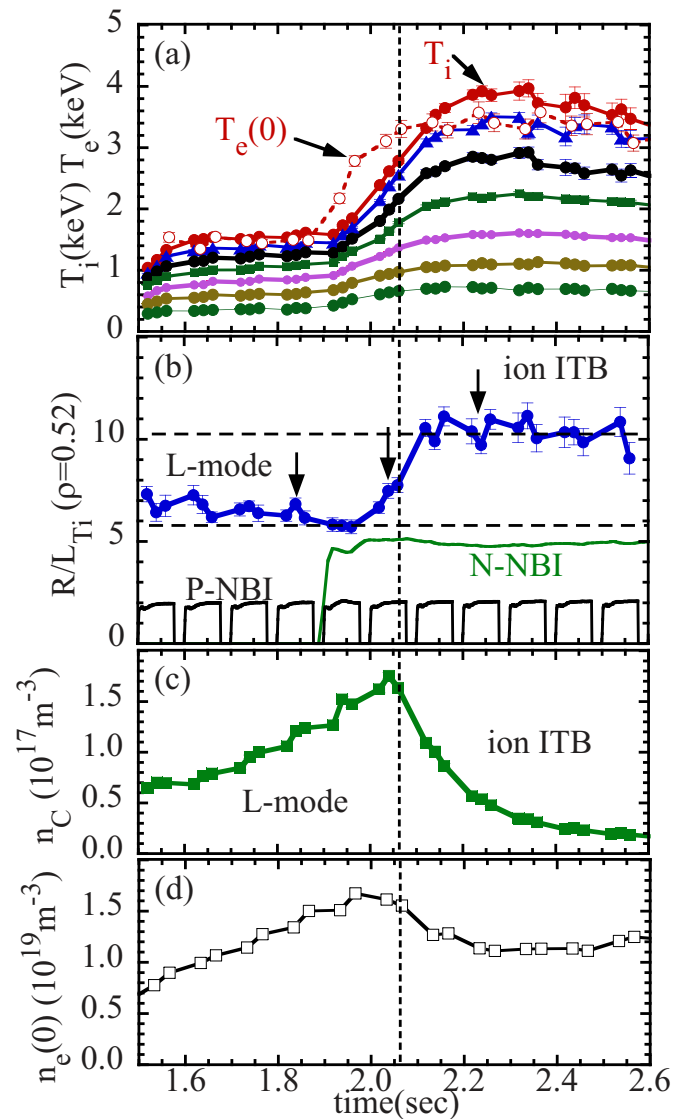 (a)
T_i
T_e(0)
T_i(keV) T_e(keV)
5
4
3
2
1
0
(b)
ion ITB
L-mode
N-NBI
P-NBI
R/L_Ti (ρ=0.52)
10
5
0
(c)
ion ITB
L-mode
n_C (10^17 m^-3)
1.5
1.0
0.5
0.0
(d)
n_e(0) (10^19 m^-3)
1.5
1.0
0.5
0.0
1.6 1.8 2.0 2.2 2.4 2.6
time(sec)